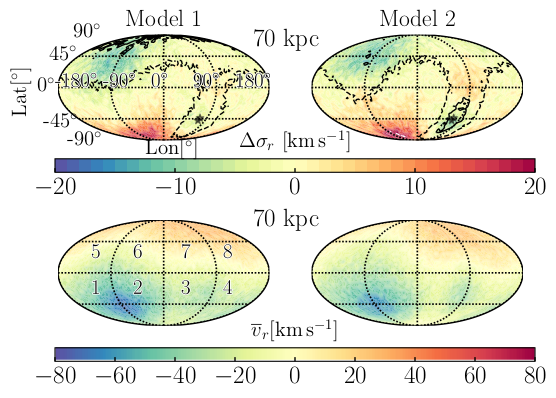 Model 1 Model 2
70 kpc
90°
45°
0° -180° -90° 0° 90° 180°
-45°
-90°
Lat[°]
Lon[°]
Δσ_r [km s⁻¹]
−20 −10 0 10 20
70 kpc
5 6 7 8
1 2 3 4
v̅_r[km s⁻¹]
−80 −60 −40 −20 0 20 40 60 80